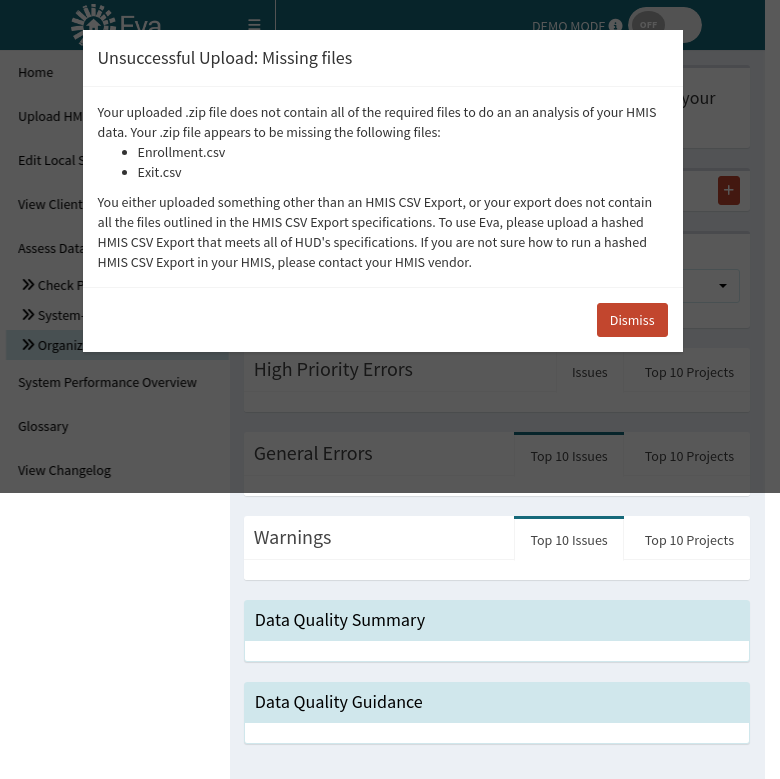 Eva
DEMO MODE
OFF
Unsuccessful Upload: Missing files
Your uploaded .zip file does not contain all of the required files to do an an analysis of your HMIS
data. Your .zip file appears to be missing the following files:
Enrollment.csv
Exit.csv
You either uploaded something other than an HMIS CSV Export, or your export does not contain
all the files outlined in the HMIS CSV Export specifications. To use Eva, please upload a hashed
HMIS CSV Export that meets all of HUD's specifications. If you are not sure how to run a hashed
HMIS CSV Export in your HMIS, please contact your HMIS vendor.
Dismiss
your
Home
Upload HM
Edit Local S
View Client
Assess Data
Check P
System-
Organiz
System Performance Overview
Glossary
View Changelog
High Priority Errors
Issues
Top 10 Projects
General Errors
Top 10 Issues
Top 10 Projects
Warnings
Top 10 Issues
Top 10 Projects
Data Quality Summary
Data Quality Guidance